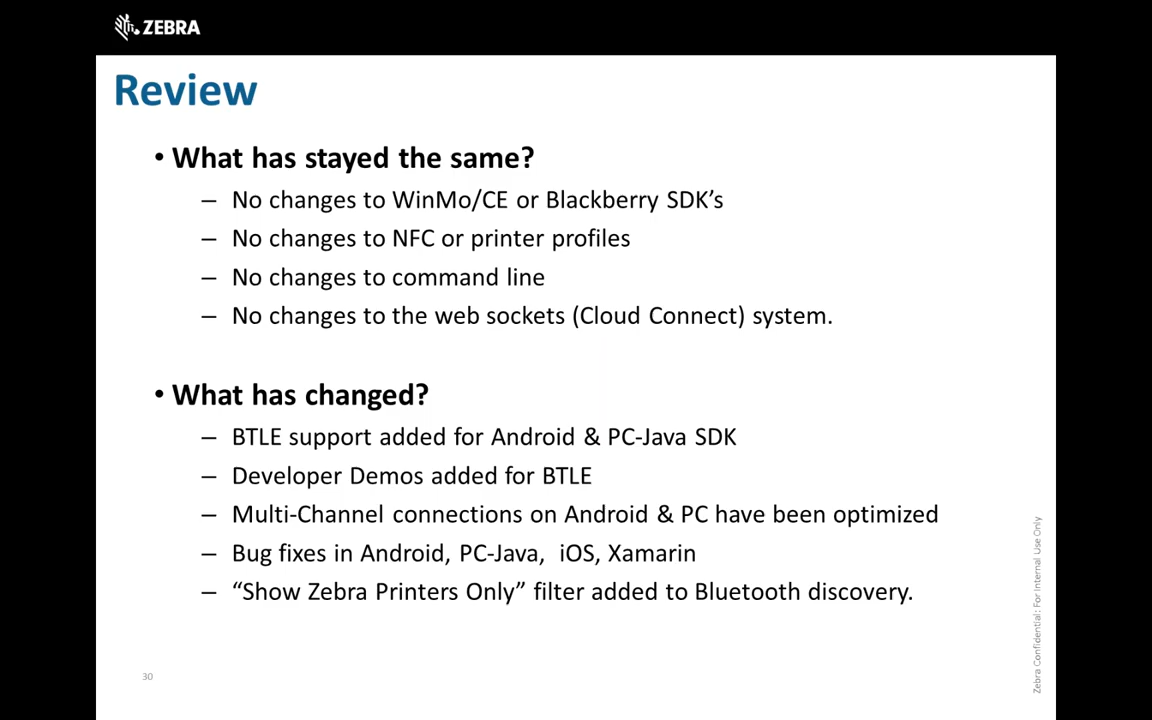 ZEBRA
Review
• What has stayed the same?
– No changes to WinMo/CE or Blackberry SDK’s
– No changes to NFC or printer profiles
– No changes to command line
– No changes to the web sockets (Cloud Connect) system.
• What has changed?
– BTLE support added for Android & PC-Java SDK
– Developer Demos added for BTLE
– Multi-Channel connections on Android & PC have been optimized
– Bug fixes in Android, PC-Java,  iOS, Xamarin
– “Show Zebra Printers Only” filter added to Bluetooth discovery.
Zebra Confidential: For Internal Use Only
30